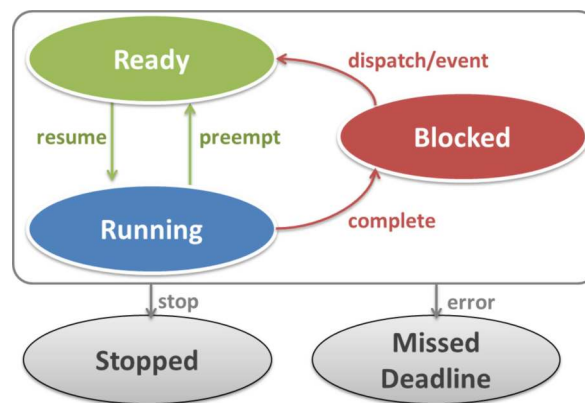 Ready
dispatch/event
resume
preempt
Blocked
Running
complete
stop
error
Stopped
Missed
Deadline